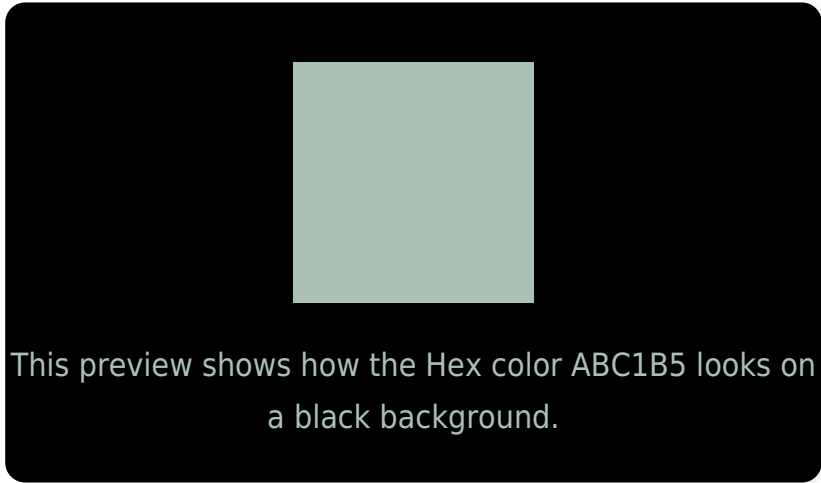 This preview shows how the Hex color ABC1B5 looks on
a black background.